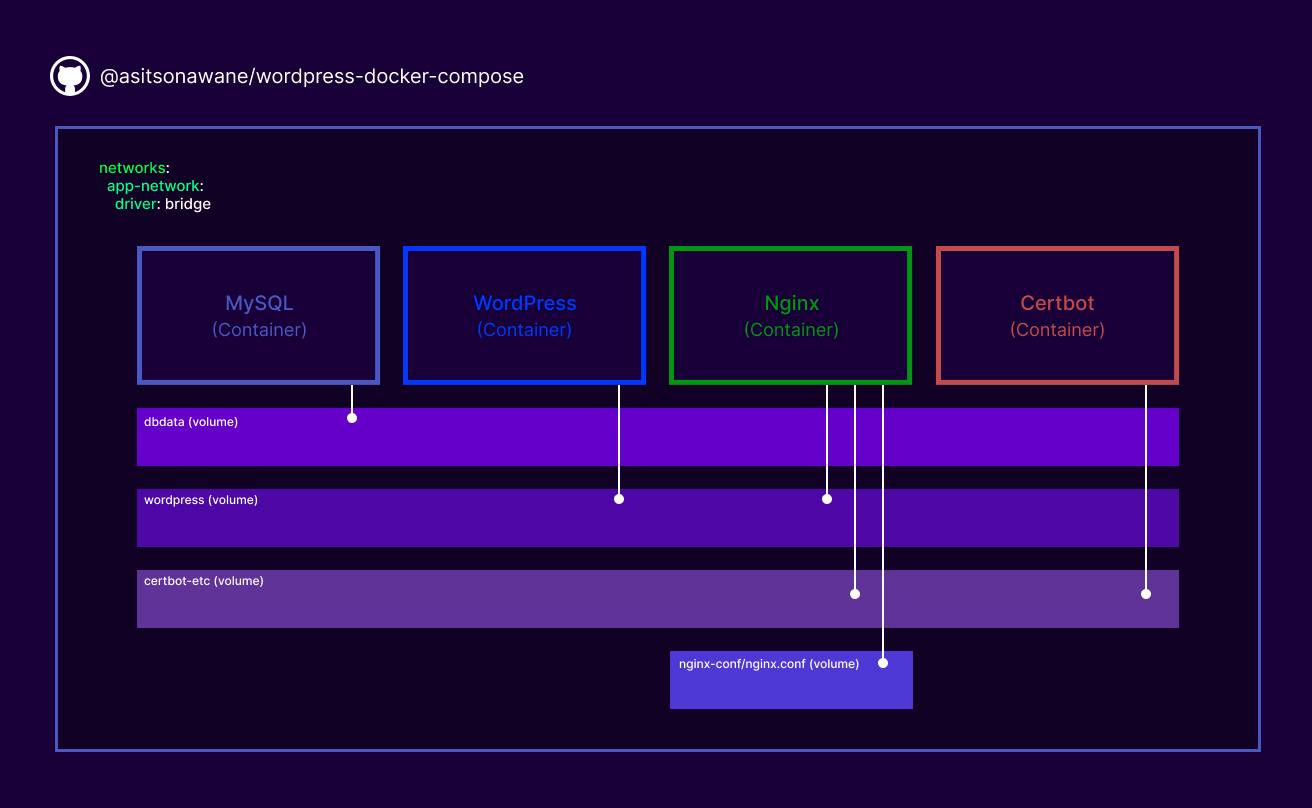 @asitsonawane/wordpress-docker-compose
networks:
app-network:
driver: bridge
MySQL
(Container)
WordPress
(Container)
Nginx
(Container)
Certbot
(Container)
dbdata (volume)
wordpress (volume)
certbot-etc (volume)
nginx-conf/nginx.conf (volume)